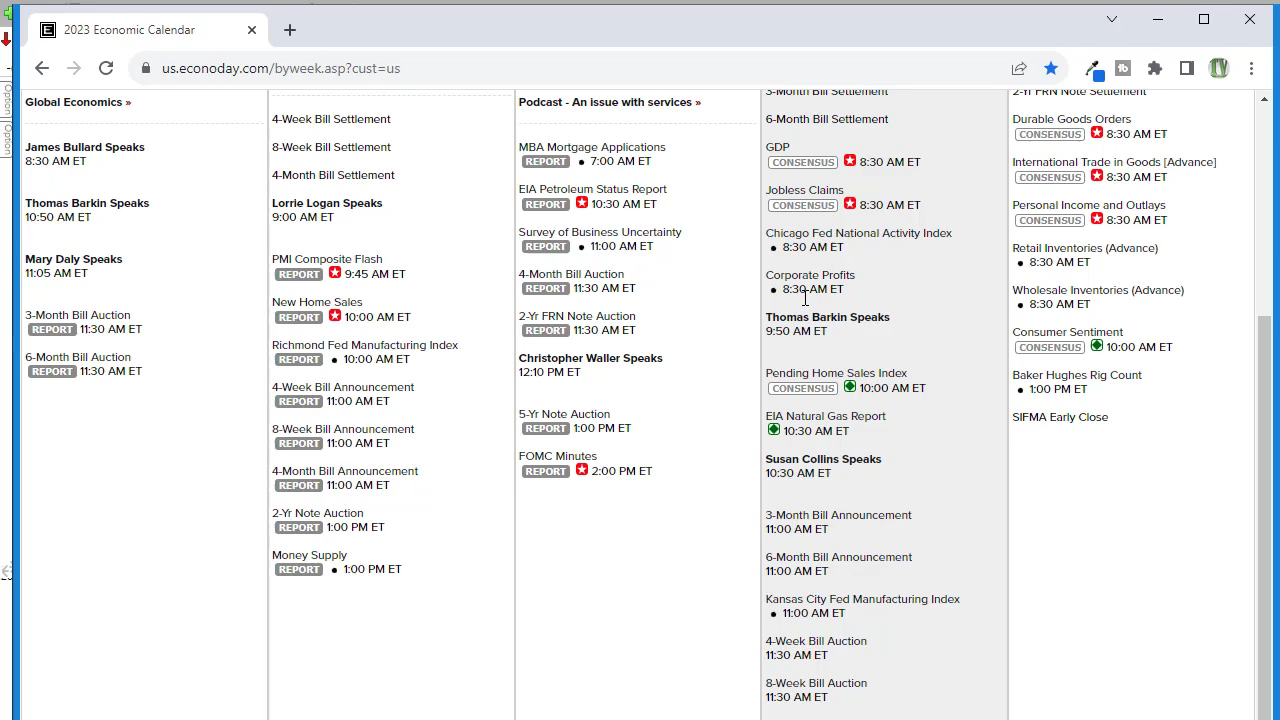 2023 Economic Calendar
us.econoday.com/byweek.asp?cust=us
Option
Option
Global Economics »
James Bullard Speaks
8:30 AM ET
Thomas Barkin Speaks
10:50 AM ET
Mary Daly Speaks
11:05 AM ET
3-Month Bill Auction
REPORT 11:30 AM ET
6-Month Bill Auction
REPORT 11:30 AM ET
4-Week Bill Settlement
8-Week Bill Settlement
4-Month Bill Settlement
Lorrie Logan Speaks
9:00 AM ET
PMI Composite Flash
REPORT 9:45 AM ET
New Home Sales
REPORT 10:00 AM ET
Richmond Fed Manufacturing Index
REPORT • 10:00 AM ET
4-Week Bill Announcement
REPORT 11:00 AM ET
8-Week Bill Announcement
REPORT 11:00 AM ET
4-Month Bill Announcement
REPORT 11:00 AM ET
2-Yr Note Auction
REPORT 1:00 PM ET
Money Supply
REPORT • 1:00 PM ET
Podcast - An issue with services »
MBA Mortgage Applications
REPORT • 7:00 AM ET
EIA Petroleum Status Report
REPORT 10:30 AM ET
Survey of Business Uncertainty
REPORT • 11:00 AM ET
4-Month Bill Auction
REPORT 11:30 AM ET
2-Yr FRN Note Auction
REPORT 11:30 AM ET
Christopher Waller Speaks
12:10 PM ET
5-Yr Note Auction
REPORT 1:00 PM ET
FOMC Minutes
REPORT 2:00 PM ET
3-Month Bill Settlement
6-Month Bill Settlement
GDP
CONSENSUS 8:30 AM ET
Jobless Claims
CONSENSUS 8:30 AM ET
Chicago Fed National Activity Index
• 8:30 AM ET
Corporate Profits
• 8:30 AM ET
Thomas Barkin Speaks
9:50 AM ET
Pending Home Sales Index
CONSENSUS 10:00 AM ET
EIA Natural Gas Report
10:30 AM ET
Susan Collins Speaks
10:30 AM ET
3-Month Bill Announcement
11:00 AM ET
6-Month Bill Announcement
11:00 AM ET
Kansas City Fed Manufacturing Index
• 11:00 AM ET
4-Week Bill Auction
11:30 AM ET
8-Week Bill Auction
11:30 AM ET
2-Yr FRN Note Settlement
Durable Goods Orders
CONSENSUS 8:30 AM ET
International Trade in Goods [Advance]
CONSENSUS 8:30 AM ET
Personal Income and Outlays
CONSENSUS 8:30 AM ET
Retail Inventories (Advance)
• 8:30 AM ET
Wholesale Inventories (Advance)
• 8:30 AM ET
Consumer Sentiment
CONSENSUS 10:00 AM ET
Baker Hughes Rig Count
• 1:00 PM ET
SIFMA Early Close